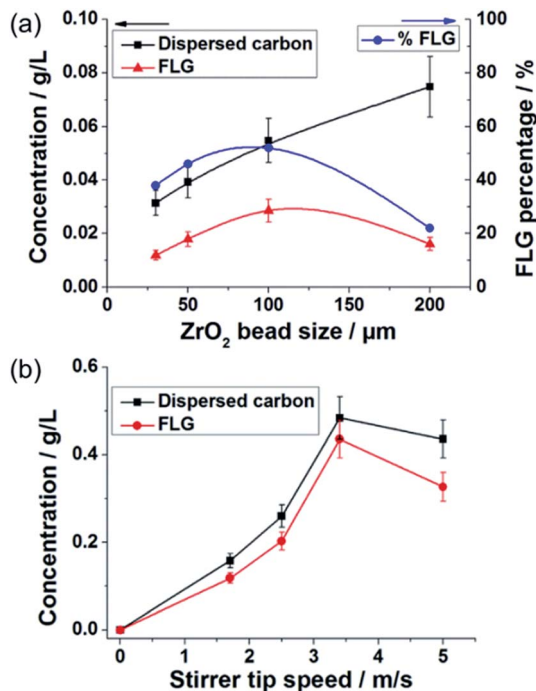 (a)
0.10
0.08
0.06
0.04
0.02
0.00
Concentration / g/L
Dispersed carbon
FLG
% FLG
100
80
60
40
20
0
FLG percentage / %
0 50 100 150 200
ZrO₂ bead size / µm
(b)
0.6
0.4
0.2
0.0
Concentration / g/L
Dispersed carbon
FLG
0 1 2 3 4 5
Stirrer tip speed / m/s